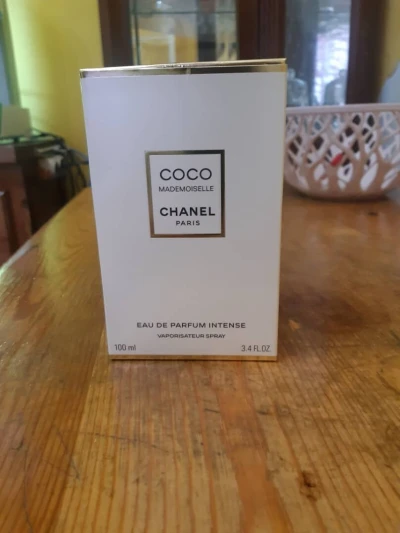 COCO
MADEMOISELLE
CHANEL
PARIS
EAU DE PARFUM INTENSE
VAPORISATEUR SPRAY
100 ml 3.4 FL.OZ.